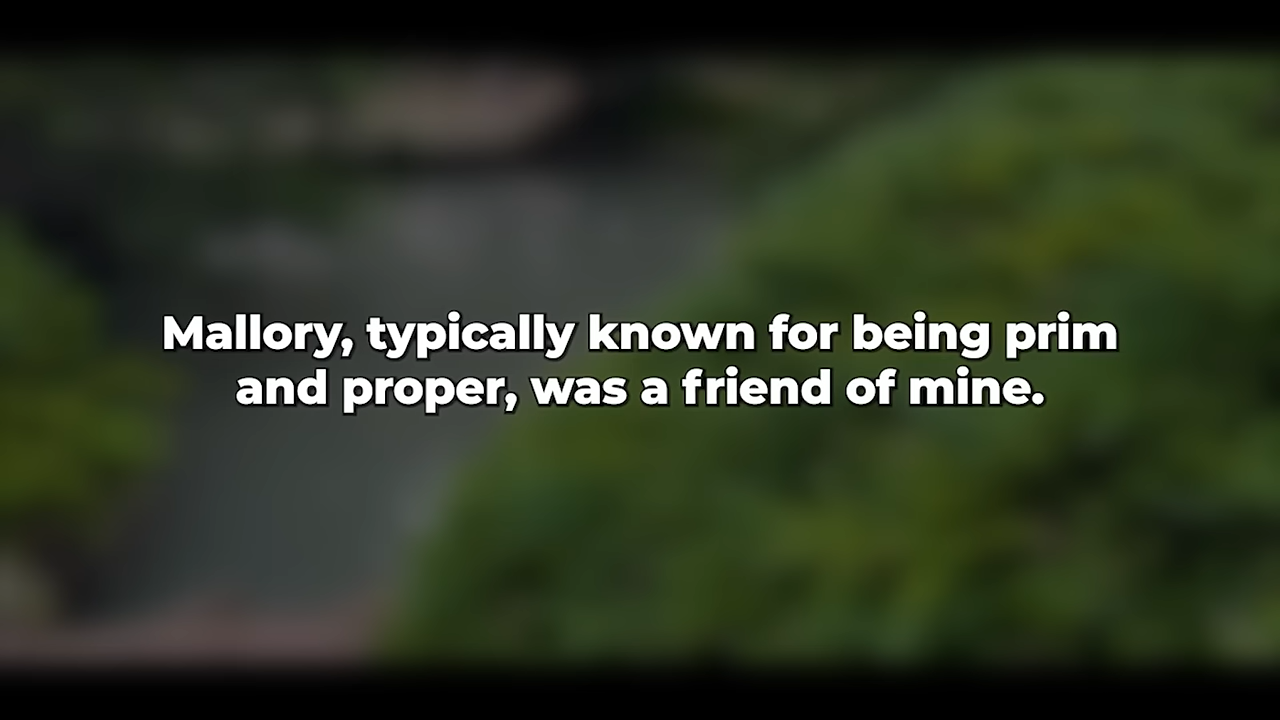 Mallory, typically known for being prim
and proper, was a friend of mine.